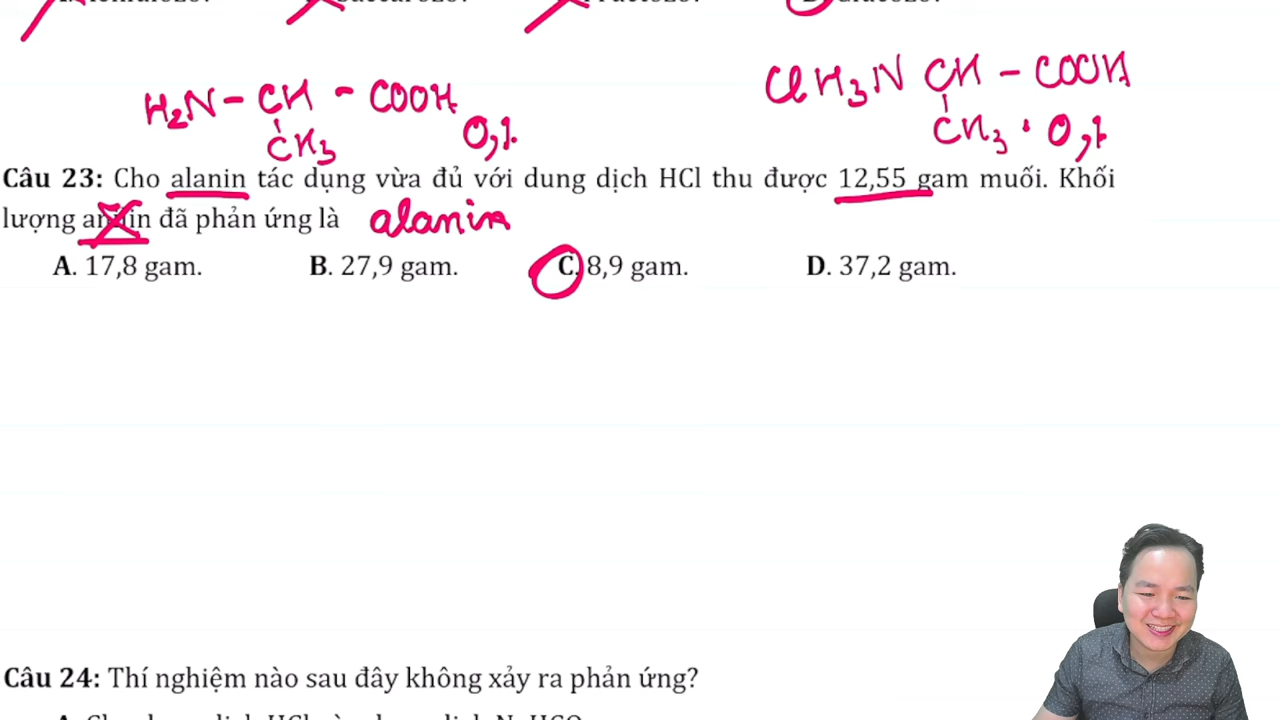 ClH3N CH - COOH
H2N - CH - COOH
CH3 0,1
CH3 0,1
Câu 23: Cho alanin tác dụng vừa đủ với dung dịch HCl thu được 12,55 gam muối. Khối
lượng đã phản ứng là alanin
A. 17,8 gam. B. 27,9 gam. C. 8,9 gam. D. 37,2 gam.
Câu 24: Thí nghiệm nào sau đây không xảy ra phản ứng?